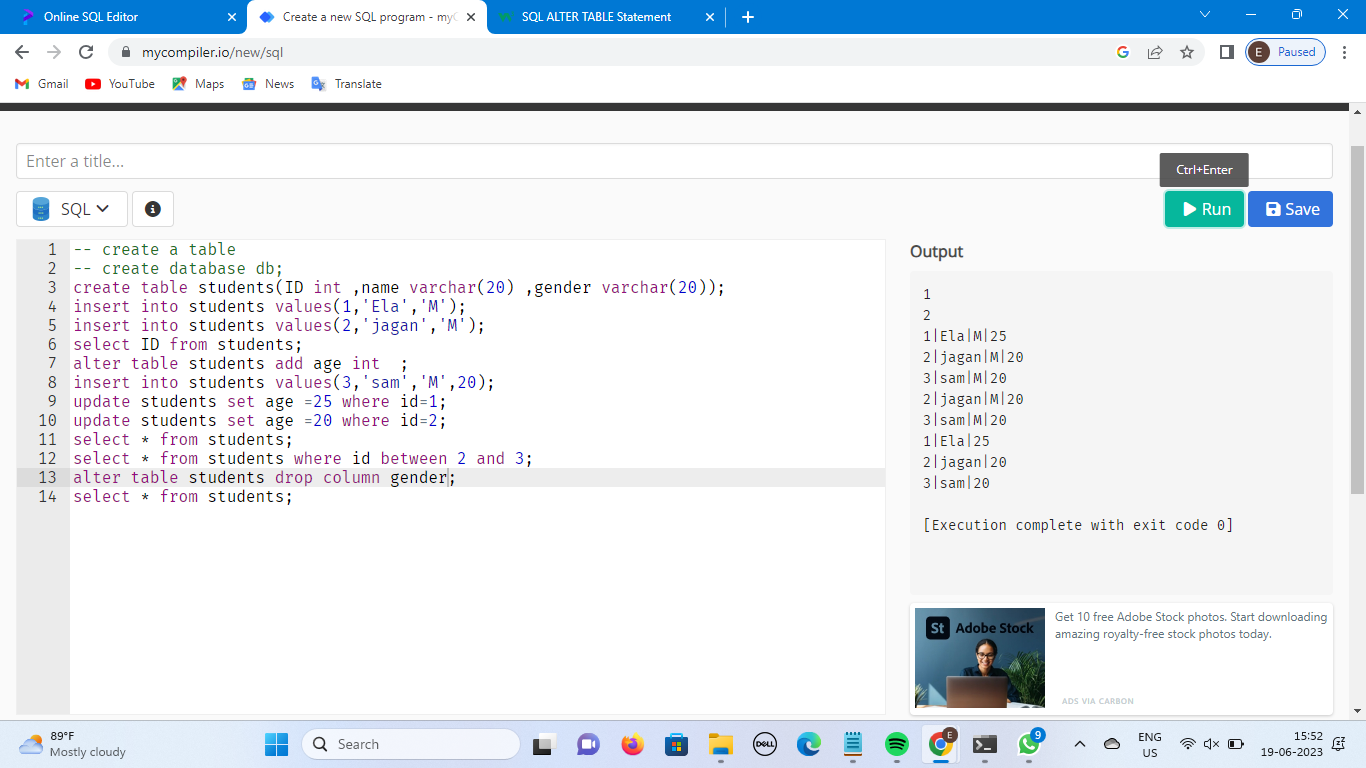 Online SQL Editor
Create a new SQL program - myC
SQL ALTER TABLE Statement
mycompiler.io/new/sql
E Paused
Gmail YouTube Maps News Translate
Enter a title...
Ctrl+Enter
SQL
Run Save
Output
1 -- create a table
2 -- create database db;
3 create table students(ID int ,name varchar(20) ,gender varchar(20));
4 insert into students values(1,'Ela','M');
5 insert into students values(2,'jagan','M');
6 select ID from students;
7 alter table students add age int  ;
8 insert into students values(3,'sam','M',20);
9 update students set age =25 where id=1;
10 update students set age =20 where id=2;
11 select * from students;
12 select * from students where id between 2 and 3;
13 alter table students drop column gender;
14 select * from students;
1
2
1|Ela|M|25
2|jagan|M|20
3|sam|M|20
2|jagan|M|20
3|sam|M|20
1|Ela|25
2|jagan|20
3|sam|20
[Execution complete with exit code 0]
St Adobe Stock
Get 10 free Adobe Stock photos. Start downloading
amazing royalty-free stock photos today.
ADS VIA CARBON
89°F
Mostly cloudy
Search
DELL
E
9
ENG
US
15:52
19-06-2023